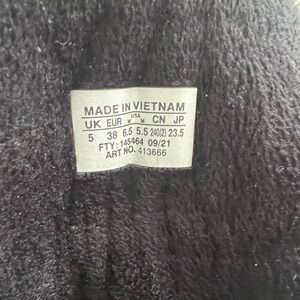 MADE IN VIETNAM
UK EUR USA W M CN JP
5 38 6.5 5.5 240(2) 23.5
FTY: 145464 09/21
ART NO. 413666